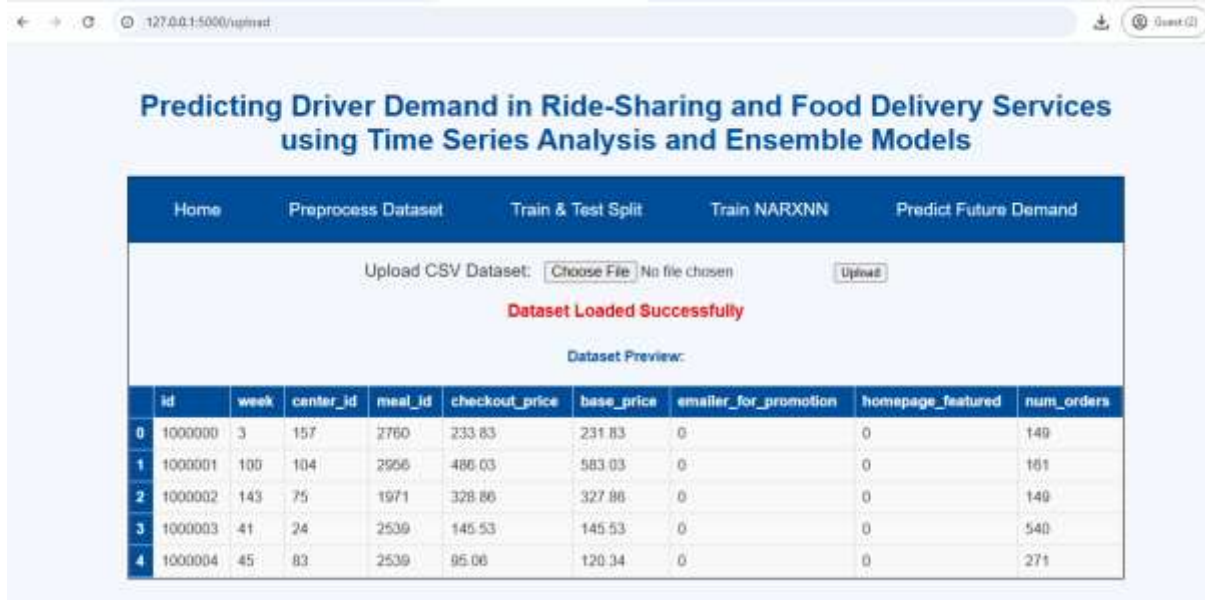 127.0.0.1:5000/upload
Guest (2)
Predicting Driver Demand in Ride-Sharing and Food Delivery Services
using Time Series Analysis and Ensemble Models
Home Preprocess Dataset Train & Test Split Train NARXNN Predict Future Demand
Upload CSV Dataset: Choose File No file chosen Upload
Dataset Loaded Successfully
Dataset Preview:
id week center_id meal_id checkout_price base_price emailer_for_promotion homepage_featured num_orders
0 1000000 3 157 2760 233.83 231.83 0 0 149
1 1000001 100 104 2956 486.03 583.03 0 0 161
2 1000002 143 75 1971 328.86 327.86 0 0 149
3 1000003 41 24 2539 145.53 145.53 0 0 540
4 1000004 45 83 2539 95.06 120.34 0 0 271